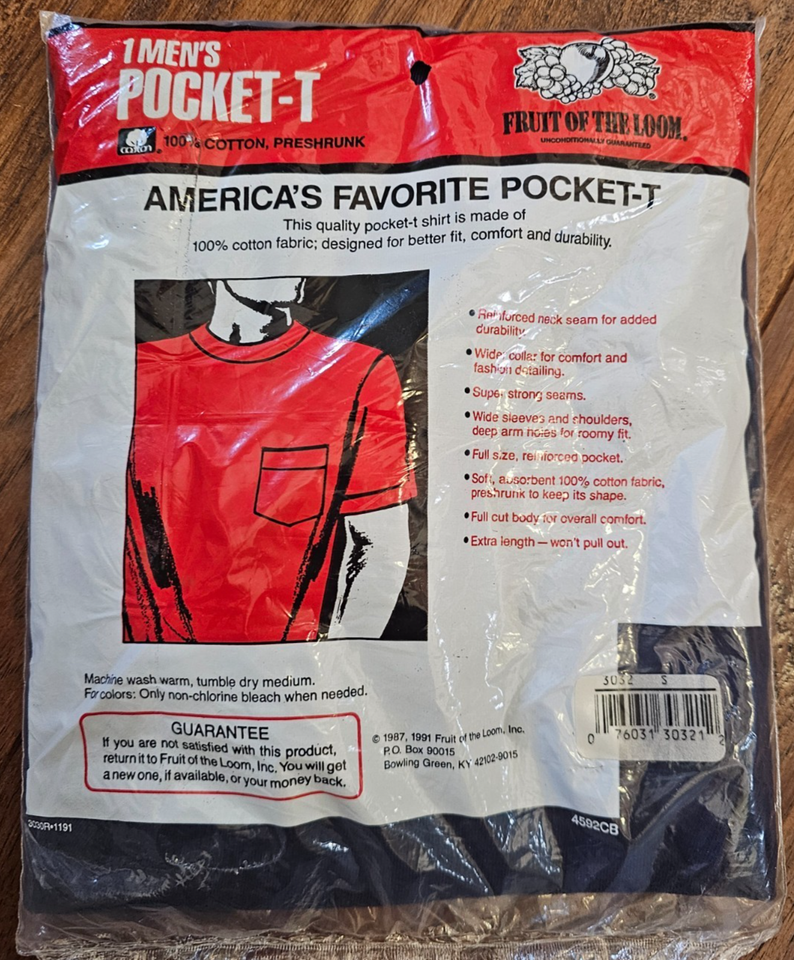 1 MEN'S
POCKET-T
COTTON® 100% COTTON, PRESHRUNK
FRUIT OF THE LOOM®
UNCONDITIONALLY GUARANTEED
AMERICA'S FAVORITE POCKET-T
This quality pocket-t shirt is made of
100% cotton fabric; designed for better fit, comfort and durability.
• Reinforced neck seam for added
durability.
• Wide collar for comfort and
fashion detailing.
• Super strong seams.
• Wide sleeves and shoulders,
deep arm holes for roomy fit.
• Full size, reinforced pocket.
• Soft, absorbent 100% cotton fabric,
preshrunk to keep its shape.
• Full cut body for overall comfort.
• Extra length — won't pull out.
Machine wash warm, tumble dry medium.
For colors: Only non-chlorine bleach when needed.
GUARANTEE
If you are not satisfied with this product,
return it to Fruit of the Loom, Inc. You will get
a new one, if available, or your money back.
© 1987, 1991 Fruit of the Loom, Inc.
P.O. Box 90015
Bowling Green, KY 42102-9015
3032 S
0 76031 30321 2
3030R•1191
4592CB